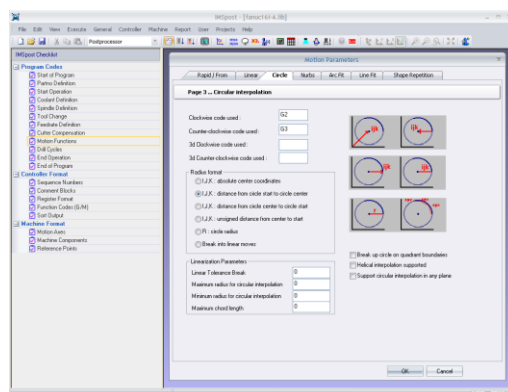 IMSpost - [fanuc16f-4.lib]
File Edit Item Execute General Controller Machine Report User Projects Help
Postprocessor
IMSpost Checklist
Program Codes
Start of Program
Partno Definition
Start Operation
Coolant Definition
Spindle Definition
Tool Change
Feedrate Definition
Cutter Compensation
Motion Functions
Drill Cycles
End Operation
End of Program
Controller Format
Sequence Numbers
Comment Blocks
Register Format
Function Codes (G/M)
Sort Output
Machine Format
Motion Axes
Machine Components
Reference Points
Motion Parameters
Rapid / From Linear Circle Nurbs Arc Fit Line Fit Shape Repetition
Page 3 ... Circular interpolation
Clockwise code used : G2
Counter-clockwise code used : G3
3d Clockwise code used :
3d Counter-clockwise code used :
Radius format
I,J,K : absolute center coordinates
I,J,K : distance from circle start to circle center
I,J,K : distance from circle center to circle start
I,J,K : unsigned distance from center to start
R : circle radius
Break into linear moves
Linearization Parameters
Linear Tolerance Break 0
Maximum radius for circular interpolation 0
Minimum radius for circular interpolation 0
Maximum chord length 0
Break up circle on quadrant boundaries
Helical interpolation supported
Support circular interpolation in any plane
OK Cancel